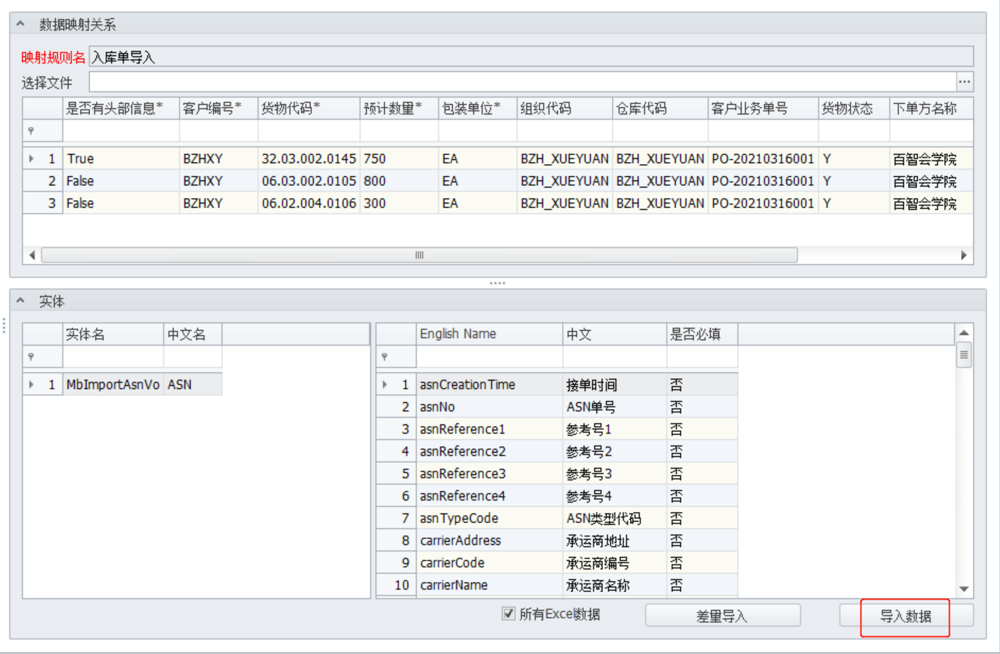 数据映射关系
映射规则名 入库单导入
选择文件 ...
是否有头部信息* 客户编号* 货物代码* 预计数量* 包装单位* 组织代码 仓库代码 客户业务单号 货物状态 下单方名称
1 True BZHXY 32.03.002.0145 750 EA BZH_XUEYUAN BZH_XUEYUAN PO-20210316001 Y 百智会学院
2 False BZHXY 06.03.002.0105 800 EA BZH_XUEYUAN BZH_XUEYUAN PO-20210316001 Y 百智会学院
3 False BZHXY 06.02.004.0106 300 EA BZH_XUEYUAN BZH_XUEYUAN PO-20210316001 Y 百智会学院
实体
实体名 中文名 English Name 中文 是否必填
1 MbImportAsnVo ASN 1 asnCreationTime 接单时间 否
2 asnNo ASN单号 否
3 asnReference1 参考号1 否
4 asnReference2 参考号2 否
5 asnReference3 参考号3 否
6 asnReference4 参考号4 否
7 asnTypeCode ASN类型代码 否
8 carrierAddress 承运商地址 否
9 carrierCode 承运商编号 否
10 carrierName 承运商名称 否
所有Excel数据 差量导入 导入数据